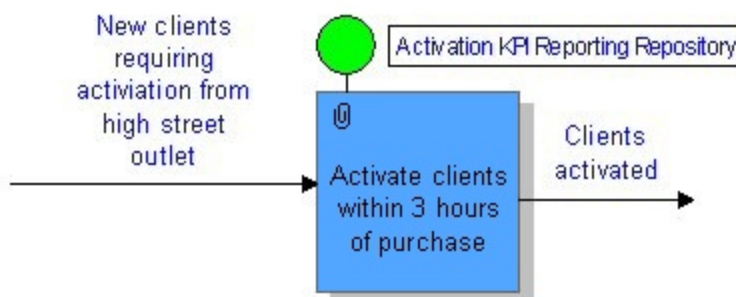 New clients
requiring
activiation from
high street
outlet
Activation KPI Reporting Repository
Activate clients
within 3 hours
of purchase
Clients
activated